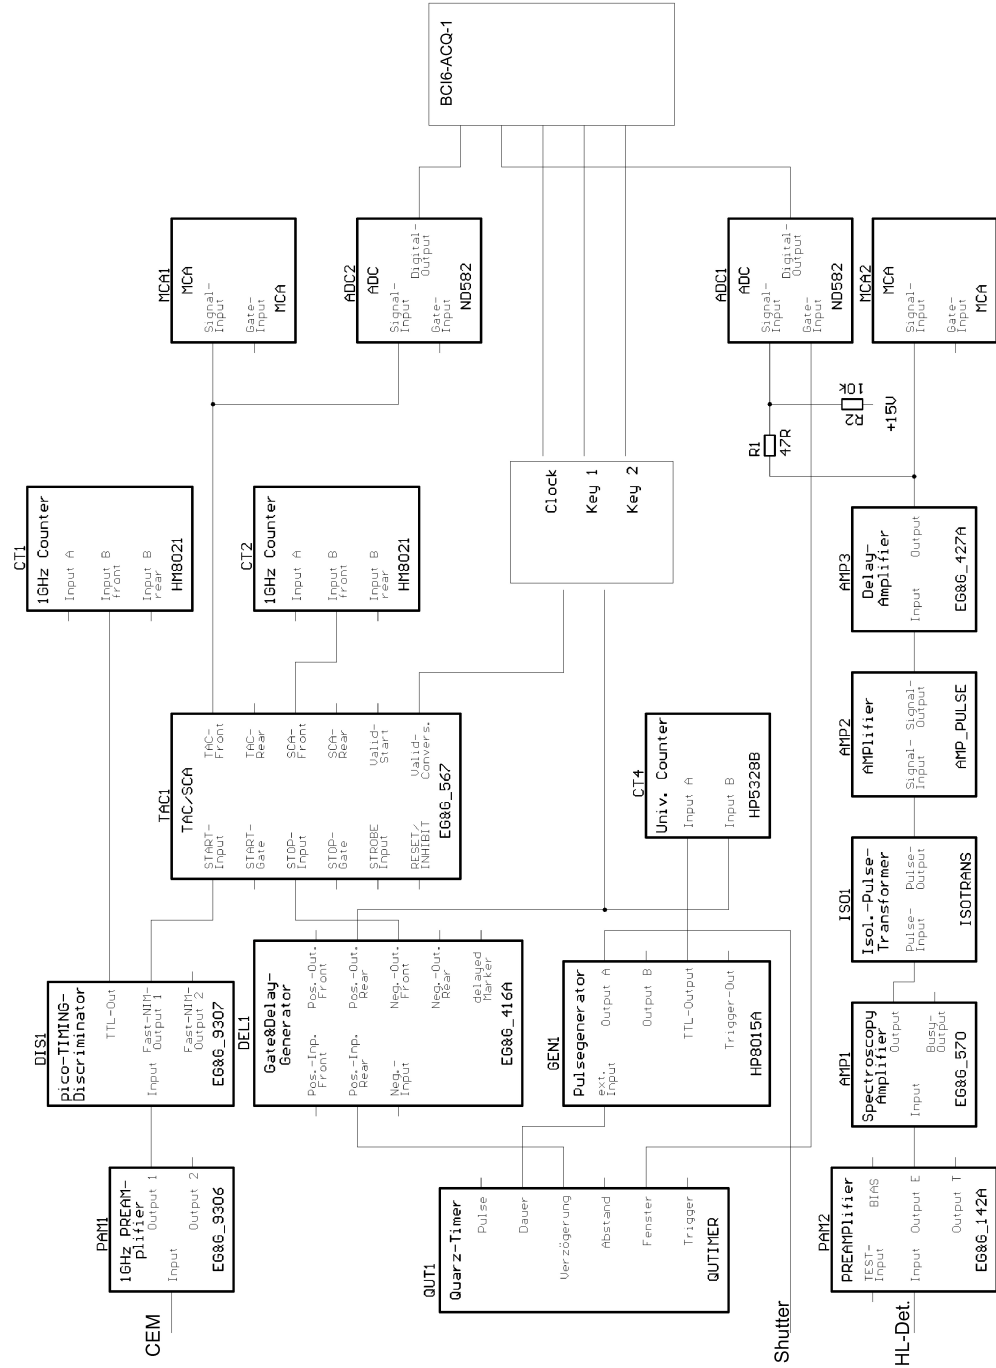 BCI6-ACQ-1
MCA1
MCA
Signal-
Input
Gate-
Input
MCA
ADC2
ADC
Signal-
Input
Digital-
Output
Gate-
Input
ND582
ADC1
ADC
Signal-
Input
Digital-
Output
Gate-
Input
ND582
MCA2
MCA
Signal-
Input
Gate-
Input
MCA
CT1
1GHz Counter
Input A
Input B
front
Input B
rear
HM8021
CT2
1GHz Counter
Input A
Input B
front
Input B
rear
HM8021
Clock
Key 1
Key 2
R1
47R
R2
10k
+15V
TAC1
TAC/SCA
START-
Input
START-
Gate
STOP-
Input
STOP-
Gate
STROBE
Input
RESET/
INHIBIT
TAC-
Front
TAC-
Rear
SCA-
Front
SCA-
Rear
Valid-
Start
Valid-
Convers.
EG&G_567
CT4
Univ. Counter
Input A
Input B
HP5328B
AMP3
Delay-
Amplifier
Input
Output
EG&G_427A
AMP2
AMPlifier
Signal-
Input
Signal-
Output
AMP_PULSE
ISO1
Isol.-Pulse-
Transformer
Pulse-
Input
Pulse-
Output
ISOTRANS
AMP1
Spectroscopy
Amplifier
Input
Output
Busy-
Output
EG&G_570
DIS1
Pico-TIMING-
Discriminator
TTL-Out
Input
Fast-NIM-
Output 1
Fast-NIM-
Output 2
EG&G_9307
DEL1
Gate&Delay-
Generator
Pos.-Inp.
Front
Pos.-Inp.
Rear
Neg.-
Input
Pos.-Out.
Front
Pos.-Out.
Rear
Neg.-Out.
Front
Neg.-Out.
Rear
delayed
Marker
EG&G_416A
GEN1
Pulsegenerator
ext.
Input
Output A
Output B
TTL-Output
Trigger-Out
HP8015A
PAM1
1GHz PREAM-
plifier
Input
Output 1
Output 2
EG&G_9306
CEM
QUT1
Quarz-Timer
Pulse
Dauer
Verzögerung
Abstand
Fenster
Trigger
QUTIMER
Shutter
PAM2
PREAMPlifier
TEST-
Input
BIAS
Input
Output E
Output T
EG&G_142A
HL-Det.